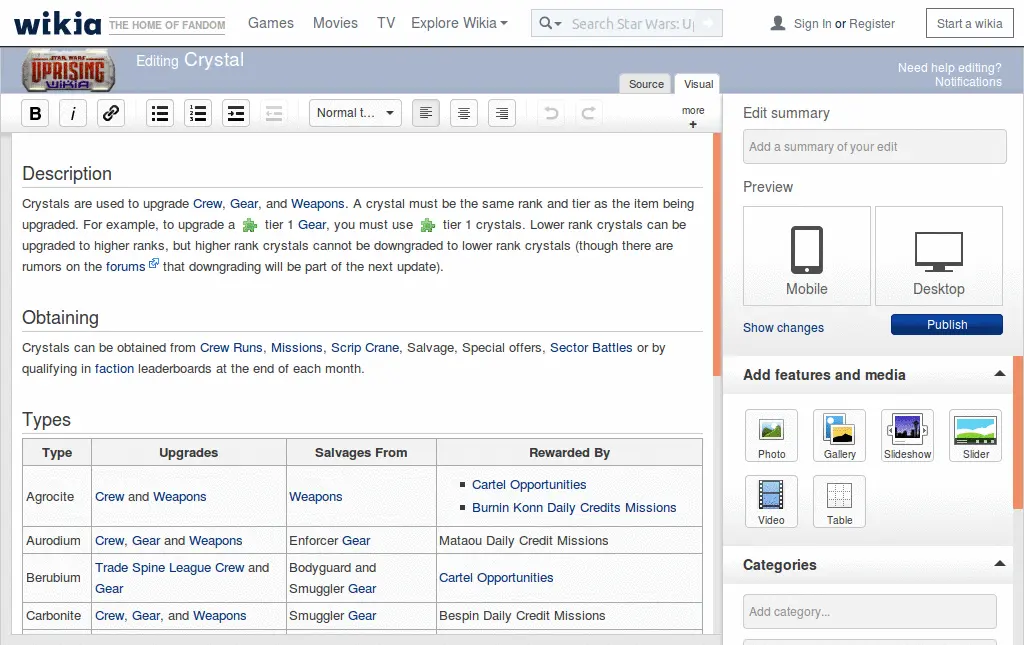 wikia THE HOME OF FANDOM Games Movies TV Explore Wikia Search Star Wars: Up Sign In or Register Start a wikia
STAR WARS
UPRISING
WIKIA
Editing Crystal
Need help editing?
Notifications
Source Visual
B i Normal t... more
+
Description
Crystals are used to upgrade Crew, Gear, and Weapons. A crystal must be the same rank and tier as the item being
upgraded. For example, to upgrade a tier 1 Gear, you must use tier 1 crystals. Lower rank crystals can be
upgraded to higher ranks, but higher rank crystals cannot be downgraded to lower rank crystals (though there are
rumors on the forums that downgrading will be part of the next update).
Obtaining
Crystals can be obtained from Crew Runs, Missions, Scrip Crane, Salvage, Special offers, Sector Battles or by
qualifying in faction leaderboards at the end of each month.
Types
Type Upgrades Salvages From Rewarded By
Agrocite Crew and Weapons Weapons
Cartel Opportunities
Burnin Konn Daily Credits Missions
Aurodium Crew, Gear and Weapons Enforcer Gear Mataou Daily Credit Missions
Berubium
Trade Spine League Crew and
Gear
Bodyguard and
Smuggler Gear
Cartel Opportunities
Carbonite Crew, Gear, and Weapons Smuggler Gear Bespin Daily Credit Missions
Edit summary
Add a summary of your edit
Preview
Mobile Desktop
Show changes Publish
Add features and media
Photo Gallery Slideshow Slider
Video Table
Categories
Add category...